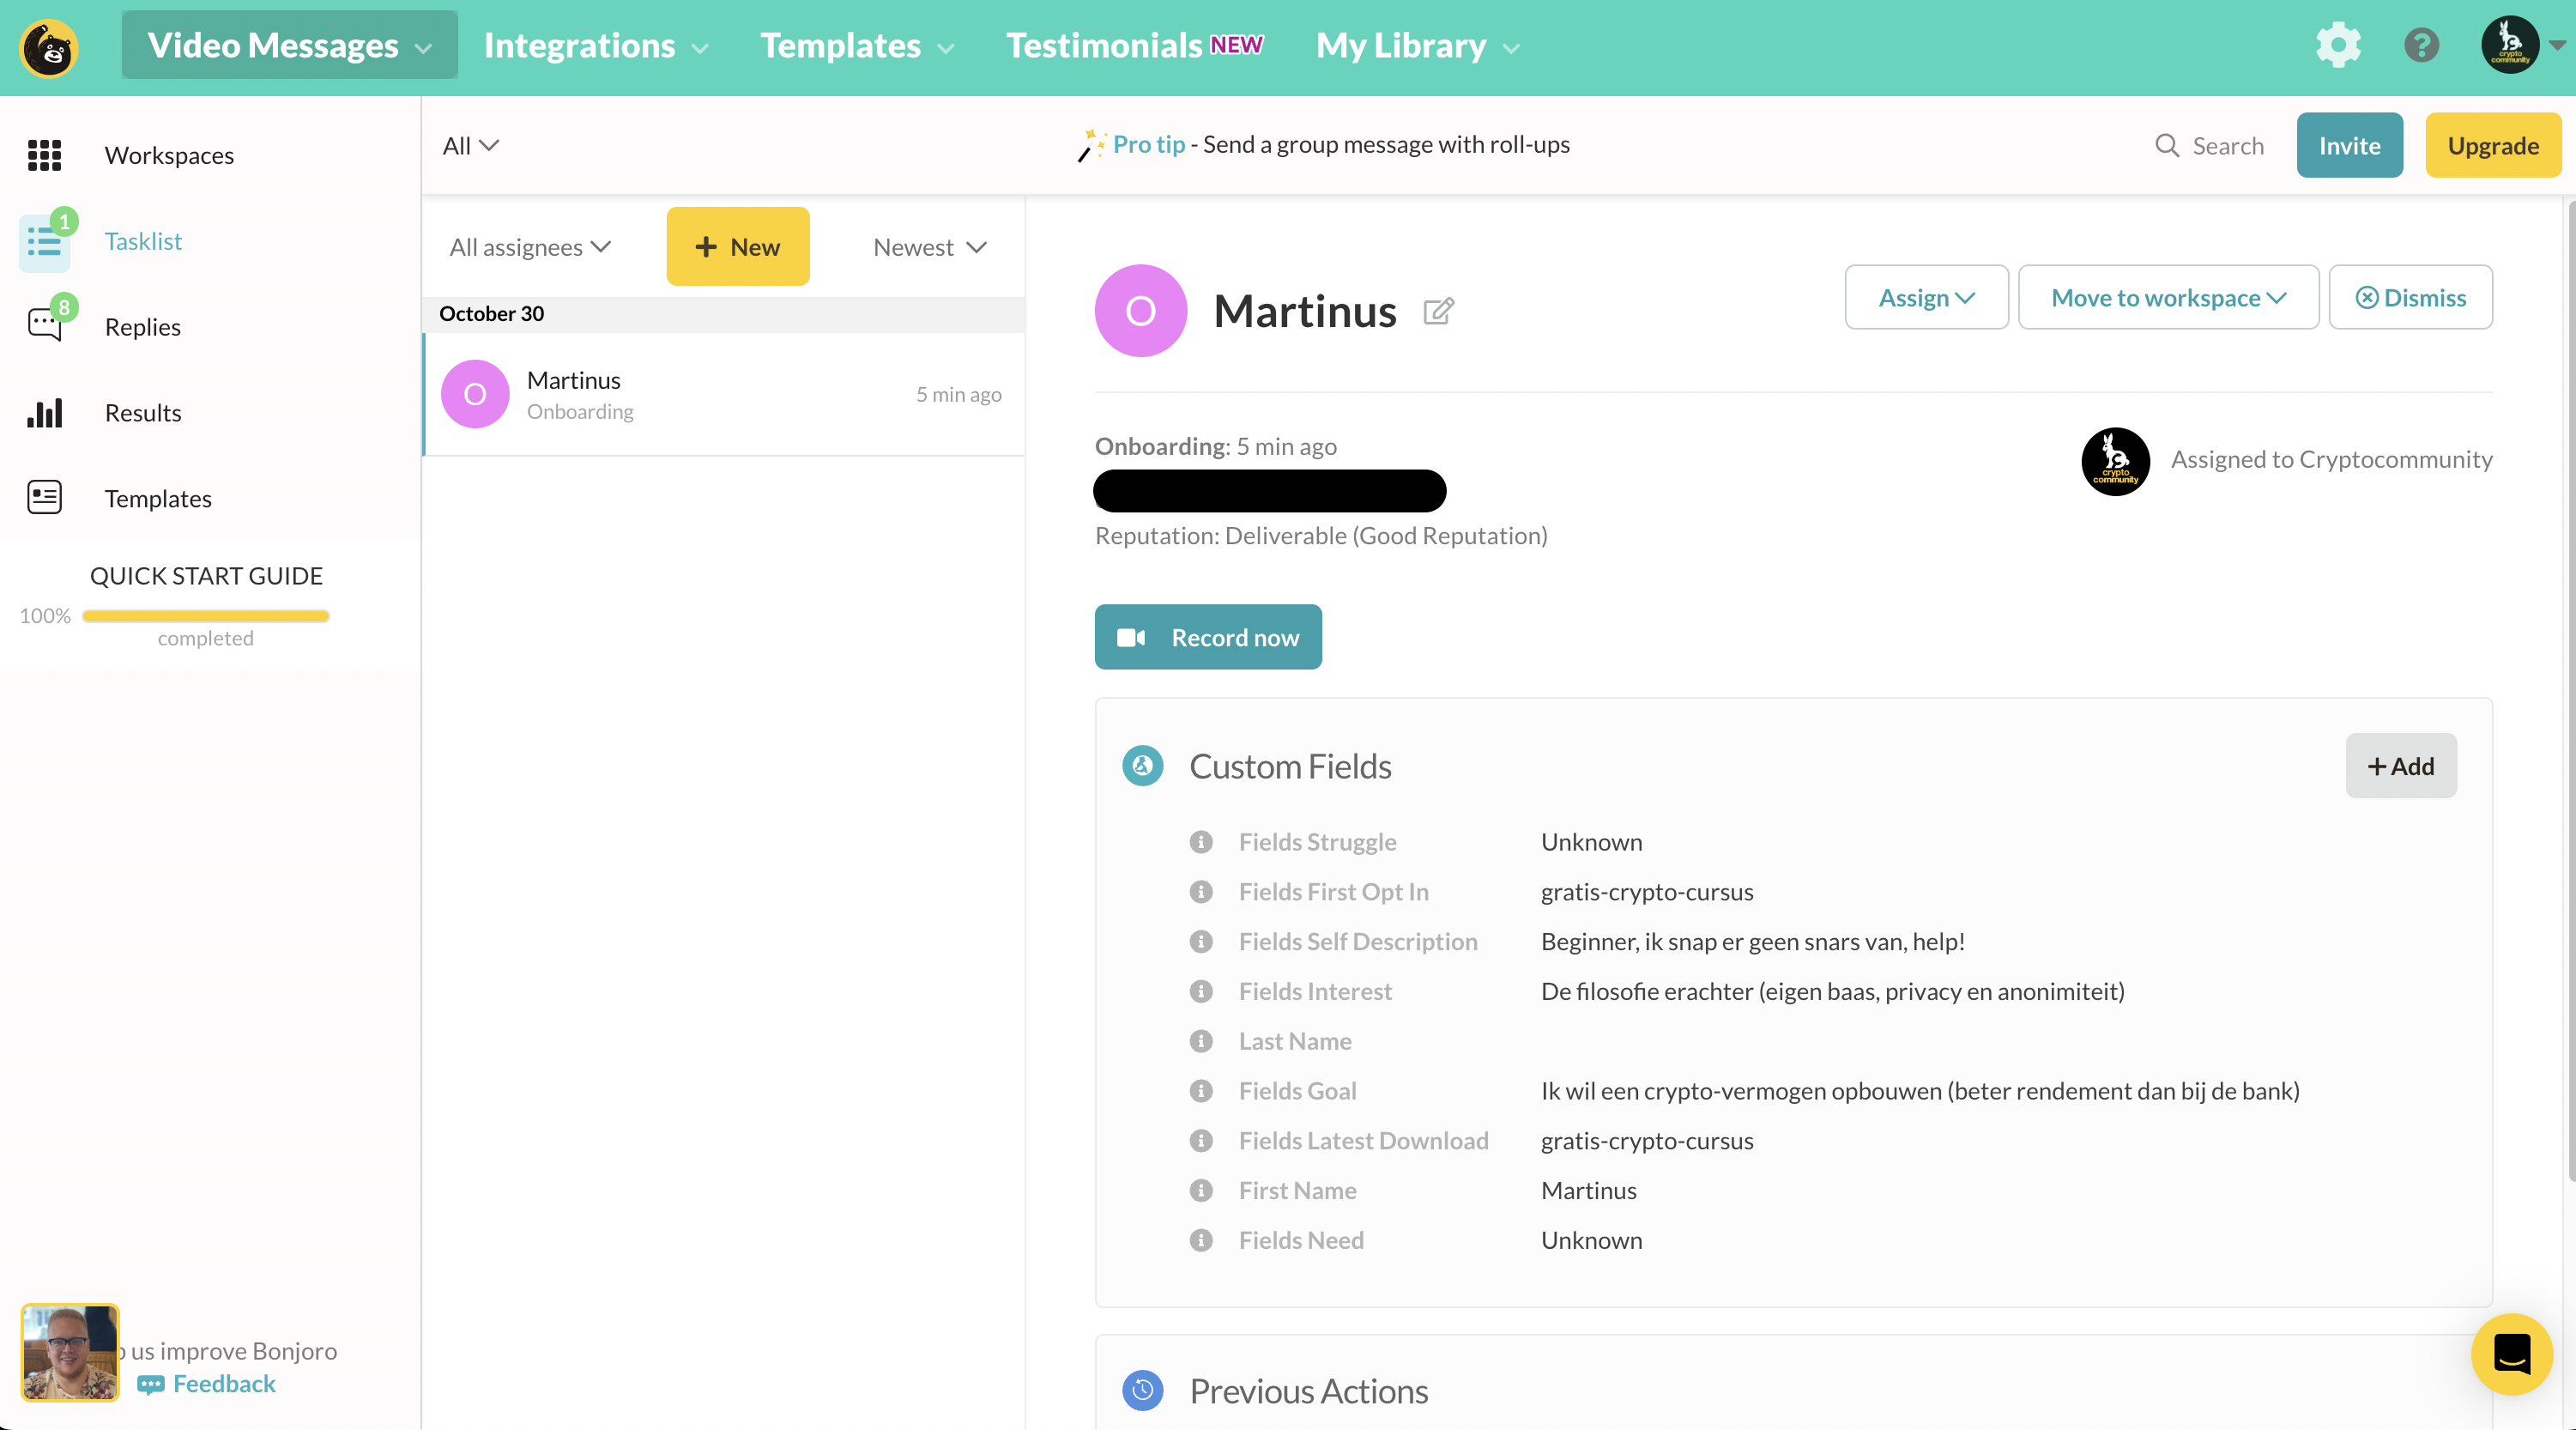 Video Messages
Integrations
Templates
Testimonials NEW
My Library
?
crypto
community
Workspaces
1
Tasklist
8
Replies
Results
Templates
QUICK START GUIDE
100%
completed
us improve Bonjoro
Feedback
All
Pro tip - Send a group message with roll-ups
Search
Invite
Upgrade
All assignees
+ New
Newest
October 30
O
Martinus
Onboarding
5 min ago
O
Martinus
Assign
Move to workspace
Dismiss
Onboarding: 5 min ago
Reputation: Deliverable (Good Reputation)
crypto
community
Assigned to Cryptocommunity
Record now
Custom Fields
+ Add
Fields Struggle Unknown
Fields First Opt In gratis-crypto-cursus
Fields Self Description Beginner, ik snap er geen snars van, help!
Fields Interest De filosofie erachter (eigen baas, privacy en anonimiteit)
Last Name
Fields Goal Ik wil een crypto-vermogen opbouwen (beter rendement dan bij de bank)
Fields Latest Download gratis-crypto-cursus
First Name Martinus
Fields Need Unknown
Previous Actions